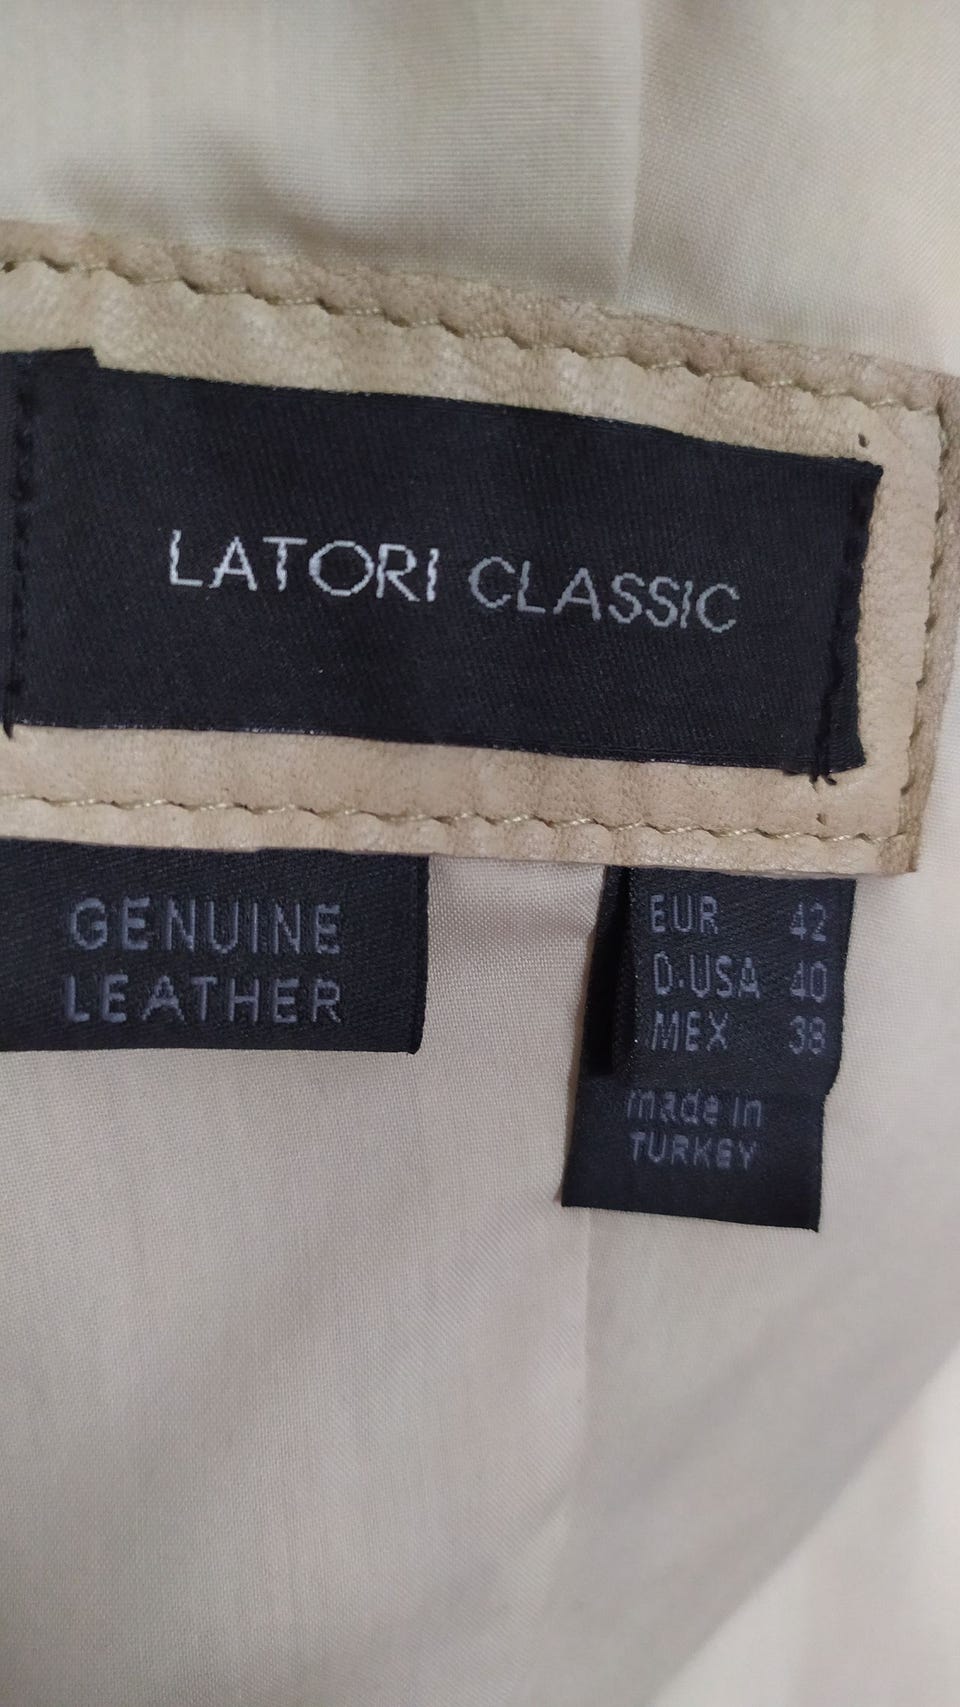 LATORI CLASSIC
GENUINE
LEATHER
EUR 42
D.USA 40
MEX 38
made in
TURKEY